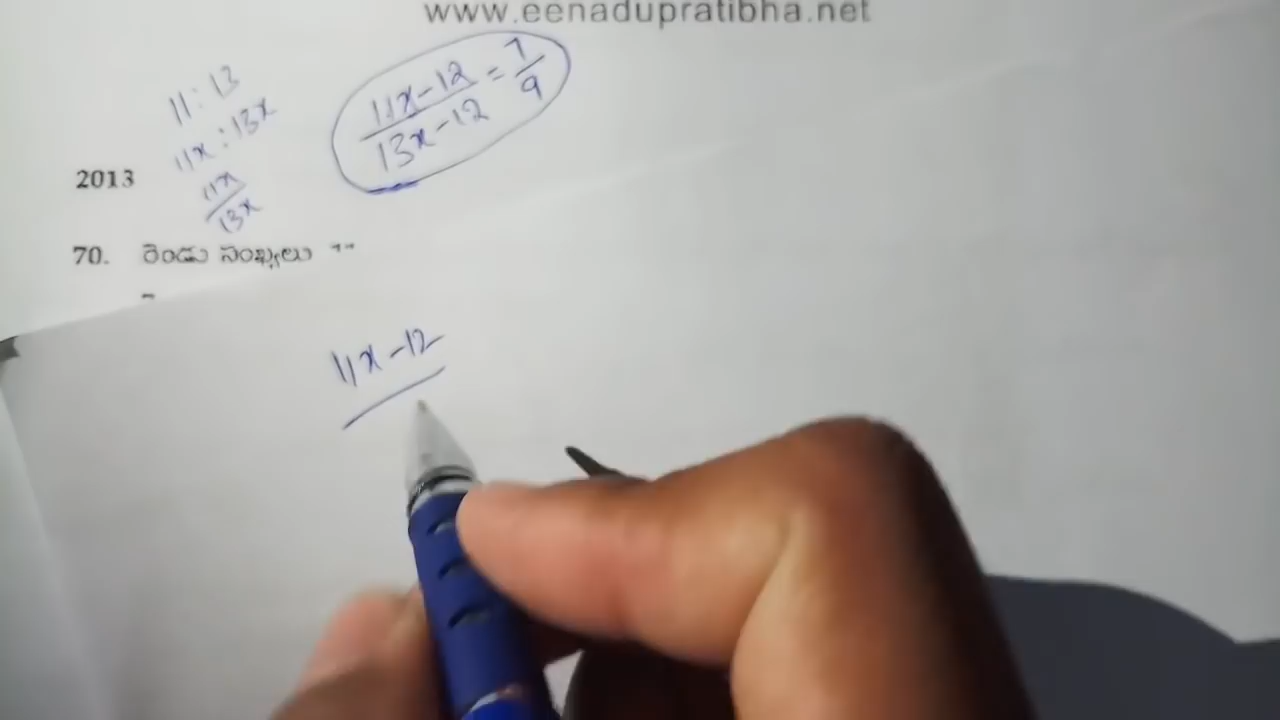 www.eenadupratibha.net
11 : 13
11x : 13x
11x
13x
11x-12 = 7
13x-12 9
2013
70. రెండు సంఖ్యలు
11x-12